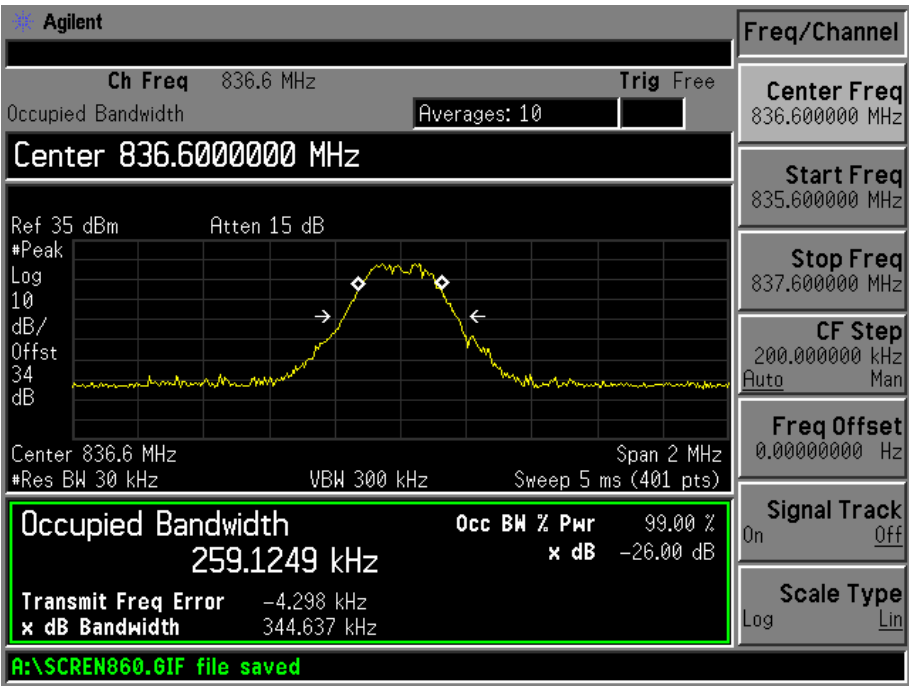 Agilent
Ch Freq 836.6 MHz Trig Free
Occupied Bandwidth Averages: 10
Center 836.6000000 MHz
Ref 35 dBm Atten 15 dB
#Peak
Log
10
dB/
Offst
34
dB
Center 836.6 MHz Span 2 MHz
#Res BW 30 kHz VBW 300 kHz Sweep 5 ms (401 pts)
Occupied Bandwidth Occ BW % Pwr 99.00 %
259.1249 kHz x dB -26.00 dB
Transmit Freq Error -4.298 kHz
x dB Bandwidth 344.637 kHz
A:\SCREN860.GIF file saved
Freq/Channel
Center Freq
836.600000 MHz
Start Freq
835.600000 MHz
Stop Freq
837.600000 MHz
CF Step
200.000000 kHz
Auto Man
Freq Offset
0.00000000 Hz
Signal Track
On Off
Scale Type
Log Lin